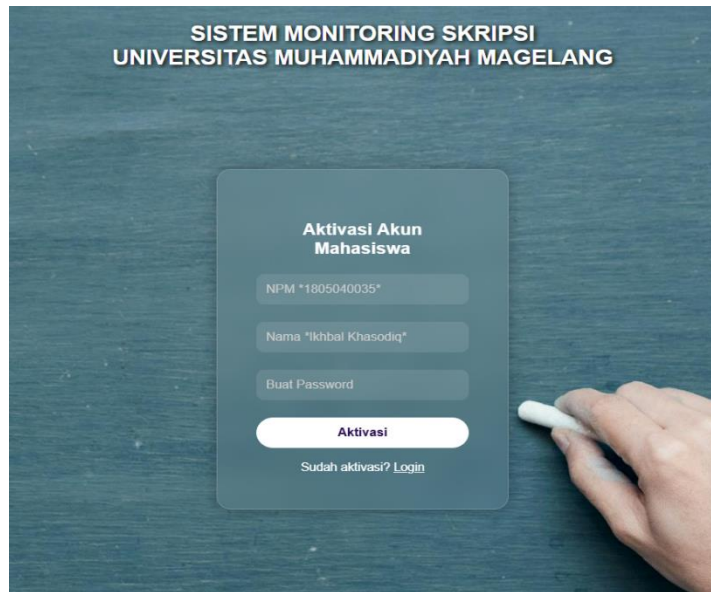 SISTEM MONITORING SKRIPSI
UNIVERSITAS MUHAMMADIYAH MAGELANG
Aktivasi Akun
Mahasiswa
NPM *1805040035*
Nama *Ikhbal Khasodiq*
Buat Password
Aktivasi
Sudah aktivasi? Login